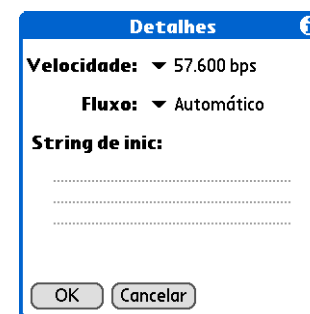 Detalhes
Velocidade: 57.600 bps
Fluxo: Automático
String de inic:
OK Cancelar